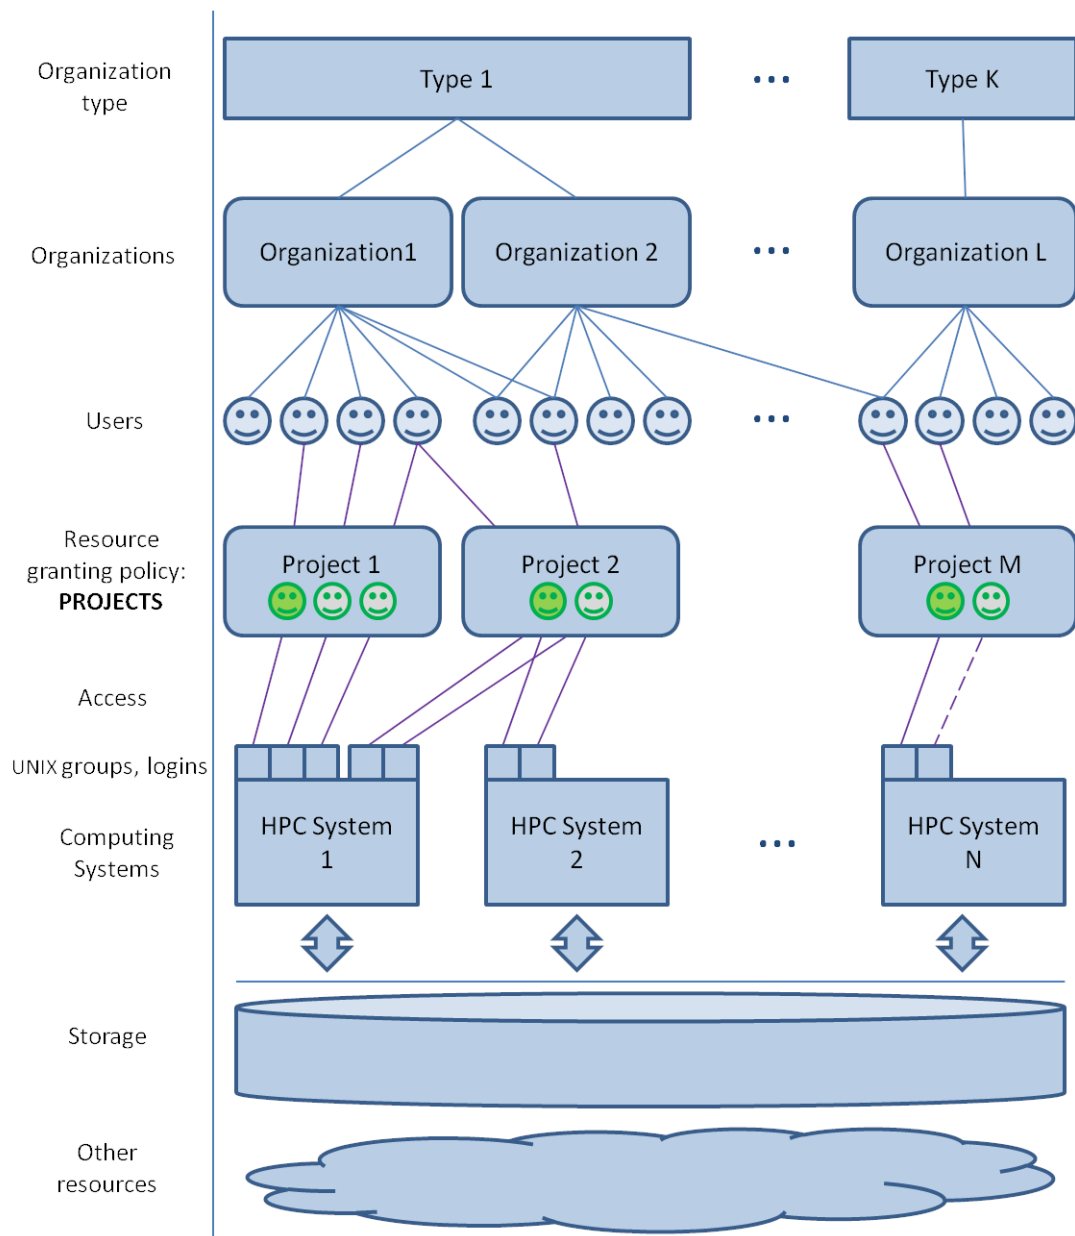 Organization
type
Type 1
...
Type K
Organizations
Organization1
Organization 2
...
Organization L
Users
...
Resource
granting policy:
PROJECTS
Project 1
Project 2
Project M
Access
UNIX groups, logins
Computing
Systems
HPC System
1
HPC System
2
...
HPC System
N
Storage
Other
resources